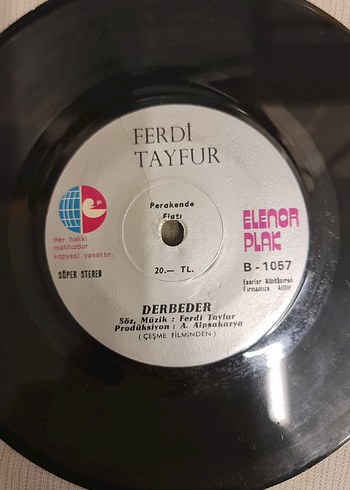 FERDİ
TAYFUR
Perakende
Fiatı
20.— TL.
Her hakkı
mahfuzdur
kopyesi yasaktır.
SÜPER STEREO
ELENOR
PLAK
B - 1057
Eserler
Firmamıza Aittir
DERBEDER
Söz, Müzik : Ferdi Tayfur
Prodüksiyon : A. Alpsakarya
( ÇEŞME FİLMİNDEN )